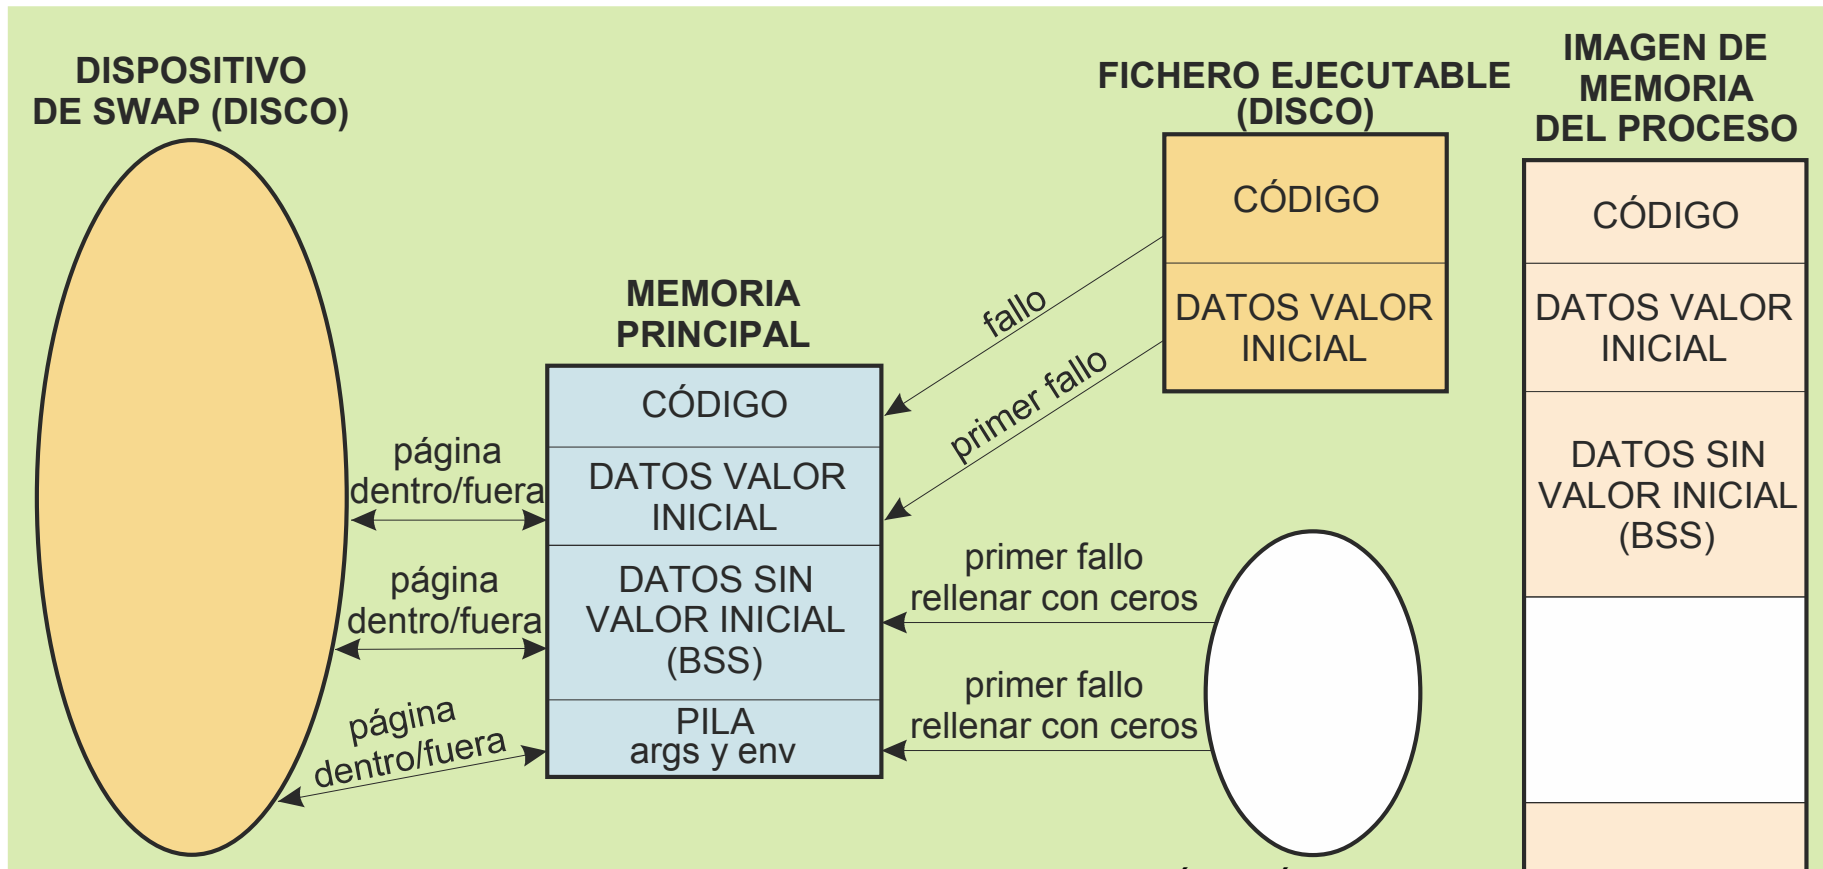 DISPOSITIVO
DE SWAP (DISCO)
FICHERO EJECUTABLE
(DISCO)
IMAGEN DE
MEMORIA
DEL PROCESO
CÓDIGO
DATOS VALOR
INICIAL
CÓDIGO
DATOS VALOR
INICIAL
DATOS SIN
VALOR INICIAL
(BSS)
MEMORIA
PRINCIPAL
CÓDIGO
DATOS VALOR
INICIAL
DATOS SIN
VALOR INICIAL
(BSS)
PILA
args y env
fallo
primer fallo
página
dentro/fuera
página
dentro/fuera
página
dentro/fuera
primer fallo
rellenar con ceros
primer fallo
rellenar con ceros